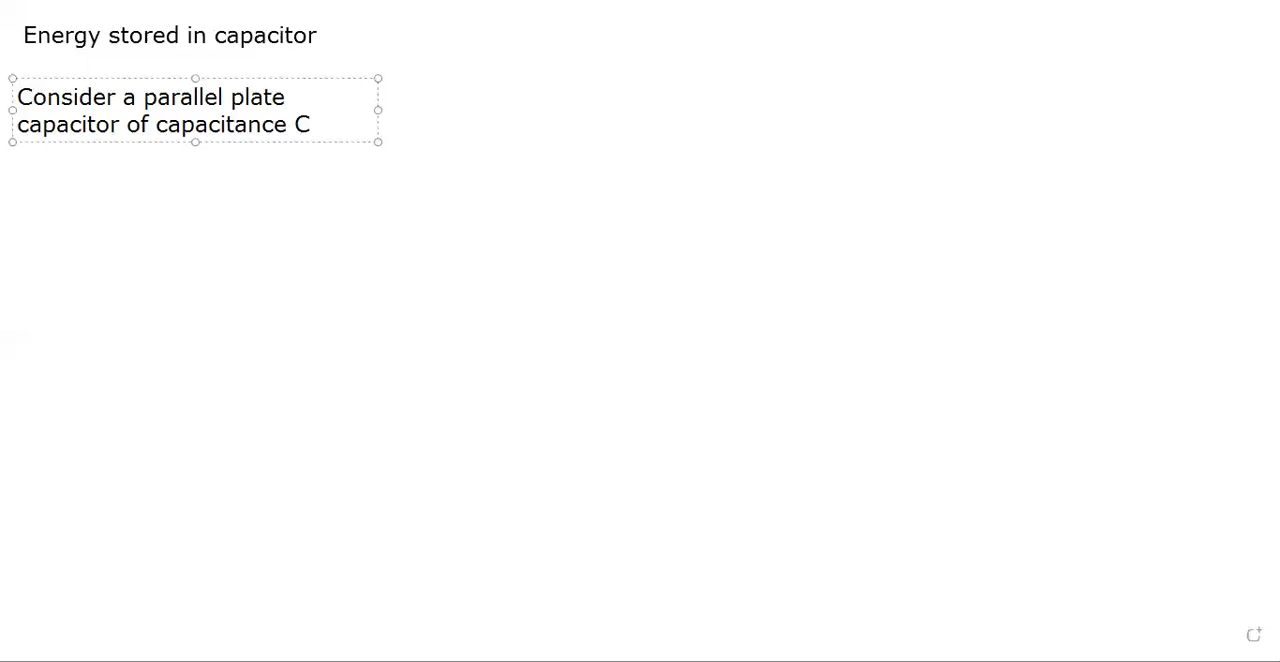 Energy stored in capacitor
Consider a parallel plate
capacitor of capacitance C